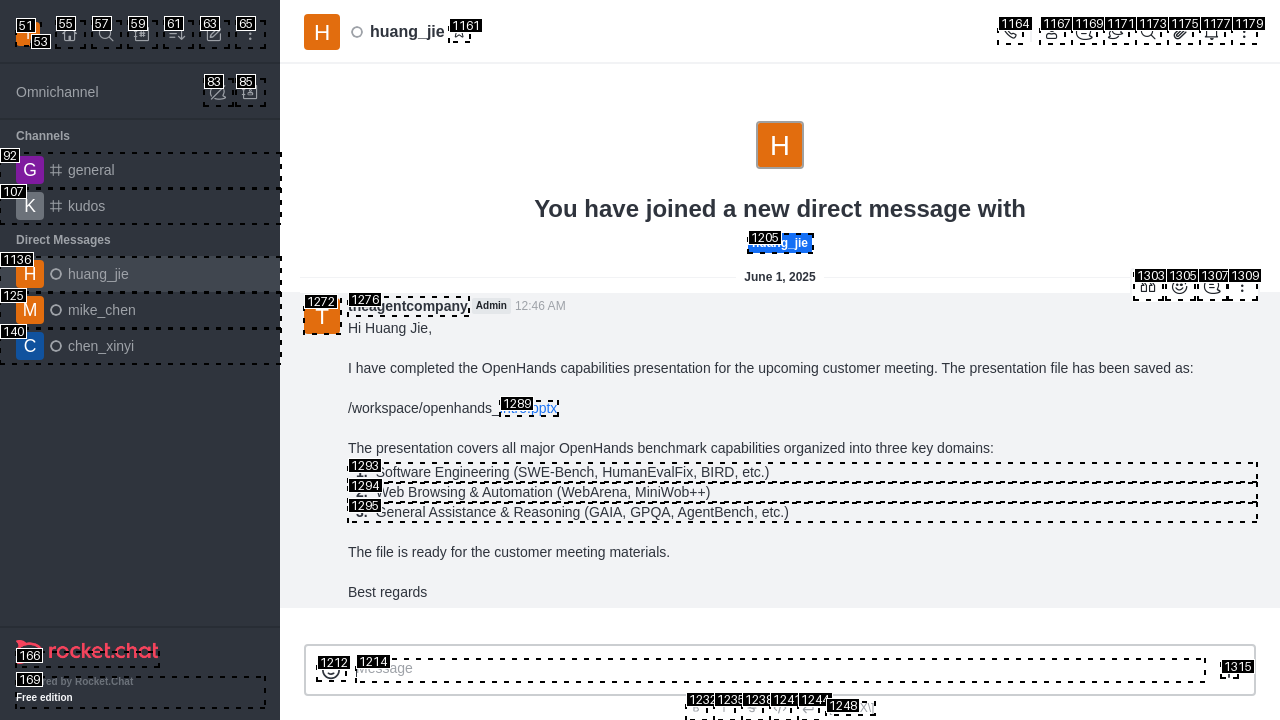 51
53
55
57
59
61
63
65
H
huang_jie
1161
1164
1167
1169
1171
1173
1175
1177
1179
Omnichannel
83
85
Channels
92
G
general
107
K
kudos
Direct Messages
1136
H
huang_jie
125
M
mike_chen
140
C
chen_xinyi
166
rocket.chat
169
Powered by Rocket.Chat
Free edition
H
You have joined a new direct message with
1205
huang_jie
June 1, 2025
1303
1305
1307
1309
1272
T
1276
theagentcompany Admin 12:46 AM
Hi Huang Jie,
I have completed the OpenHands capabilities presentation for the upcoming customer meeting. The presentation file has been saved as:
1289
/workspace/openhands_intro.pptx
The presentation covers all major OpenHands benchmark capabilities organized into three key domains:
1293
1. Software Engineering (SWE-Bench, HumanEvalFix, BIRD, etc.)
1294
2. Web Browsing & Automation (WebArena, MiniWob++)
1295
3. General Assistance & Reasoning (GAIA, GPQA, AgentBench, etc.)
The file is ready for the customer meeting materials.
Best regards
1212
1214
Message
1315
1232
1235
1238
1241
1244
1248